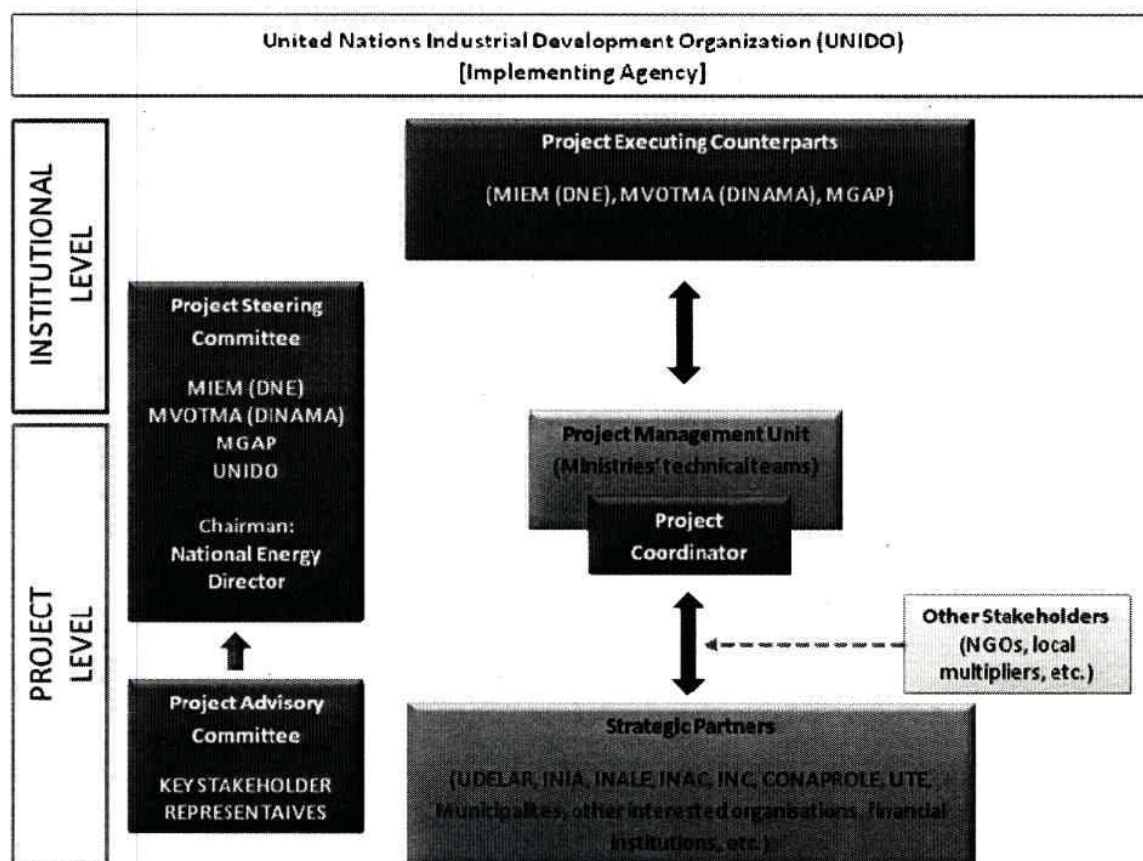 United Nations Industrial Development Organization (UNIDO)
[Implementing Agency]
INSTITUTIONAL
LEVEL
Project Executing Counterparts
(MIEM (DNE), MVOTMA (DINAMA), MGAP)
Project Steering
Committee
MIEM (DNE)
MVOTMA (DINAMA)
MGAP
UNIDO
Chairman:
National Energy
Director
Project Management Unit
(Ministries' technicalteams)
Project
Coordinator
PROJECT
LEVEL
Other Stakeholders
(NGOs, local
multipliers, etc.)
Project Advisory
Committee
KEY STAKEHOLDER
REPRESENTAIVES
Strategic Partners
(UDELAR, INIA, INALE, INAC, INC, CONAPROLE, UTE,
Municipalites, other interested organisations, financial
institutions, etc.)